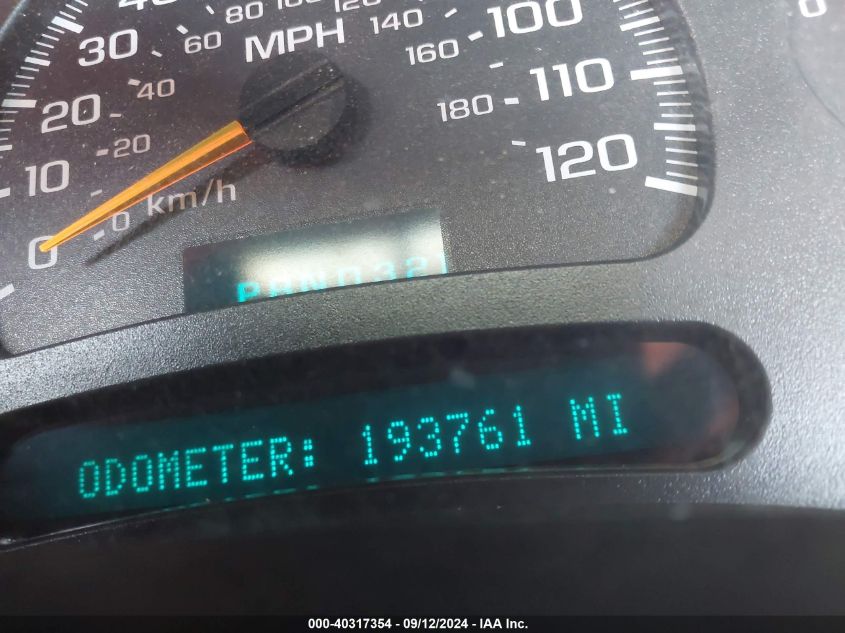 80 100 120
30 60 MPH 140 100
160
20 40 180 110
10 20 120
0 0 km/h
PRND321
ODOMETER: 193761 MI
000-40317354 - 09/12/2024 - IAA Inc.